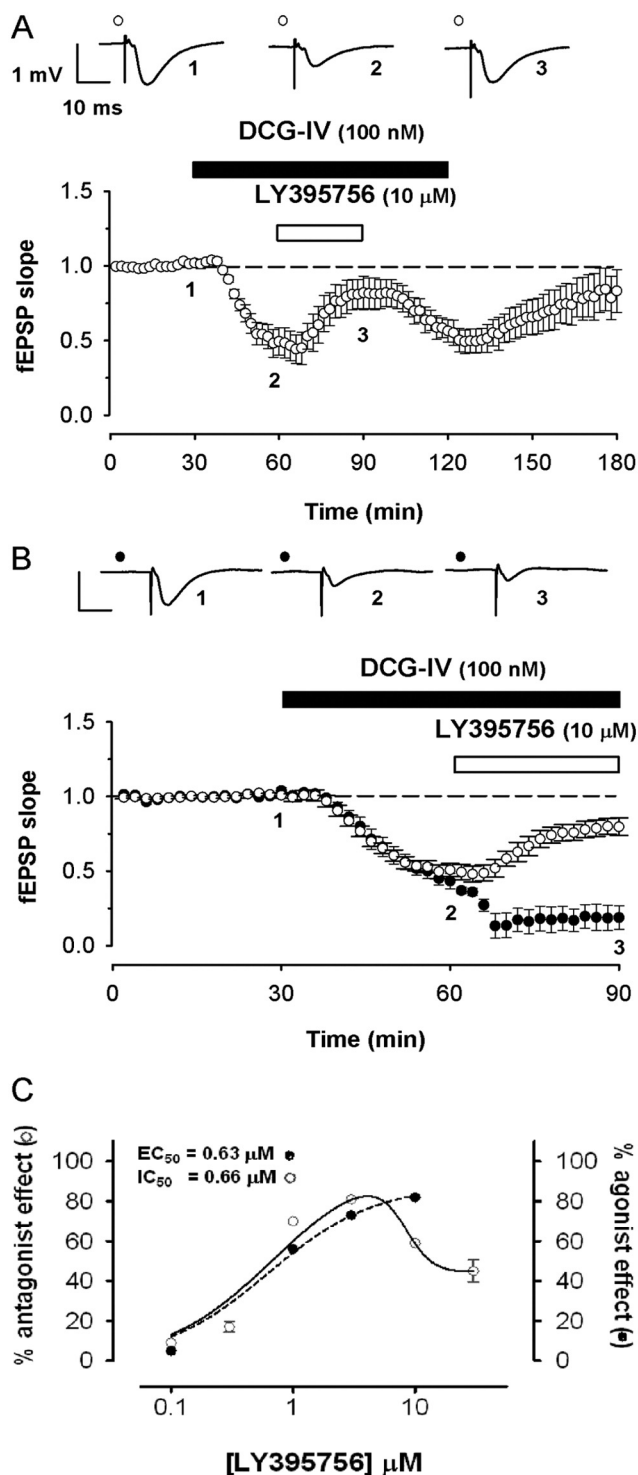 A
1 mV
10 ms
1
2
3
DCG-IV (100 nM)
LY395756 (10 μM)
fEPSP slope
1.5
1.0
0.5
0.0
1
2
3
0 30 60 90 120 150 180
Time (min)
B
1
2
3
DCG-IV (100 nM)
LY395756 (10 μM)
fEPSP slope
1.5
1.0
0.5
0.0
1
2
3
0 30 60 90
Time (min)
C
% antagonist effect (○)
100
80
60
40
20
0
EC50 = 0.63 μM ●
IC50 = 0.66 μM ○
100
80
60
40
20
0
% agonist effect (●)
0.1 1 10
[LY395756] μM